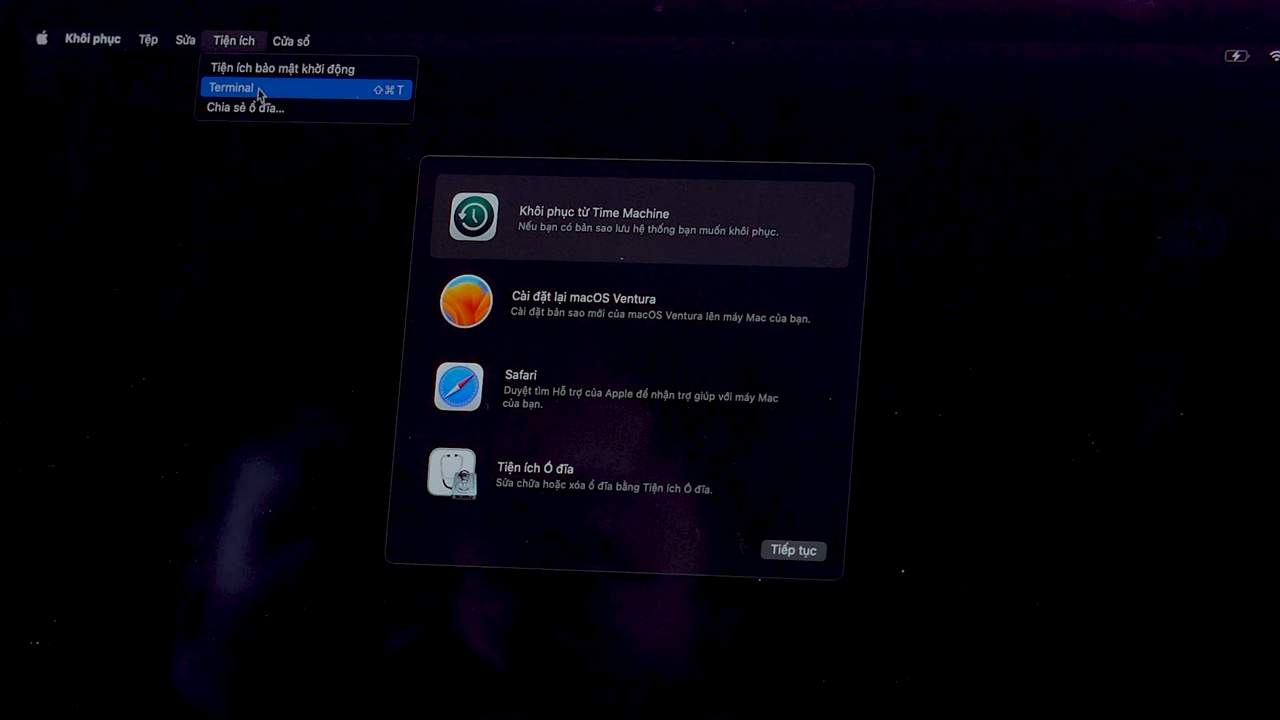 Khôi phục Tệp Sửa Tiện ích Cửa sổ
Tiện ích bảo mật khởi động
Terminal ⇧⌘T
Chia sẻ ổ đĩa...
Khôi phục từ Time Machine
Nếu bạn có bản sao lưu hệ thống bạn muốn khôi phục.
Cài đặt lại macOS Ventura
Cài đặt bản sao mới của macOS Ventura lên máy Mac của bạn.
Safari
Duyệt tìm Hỗ trợ của Apple để nhận trợ giúp với máy Mac
của bạn.
Tiện ích Ổ đĩa
Sửa chữa hoặc xóa ổ đĩa bằng Tiện ích Ổ đĩa.
Tiếp tục